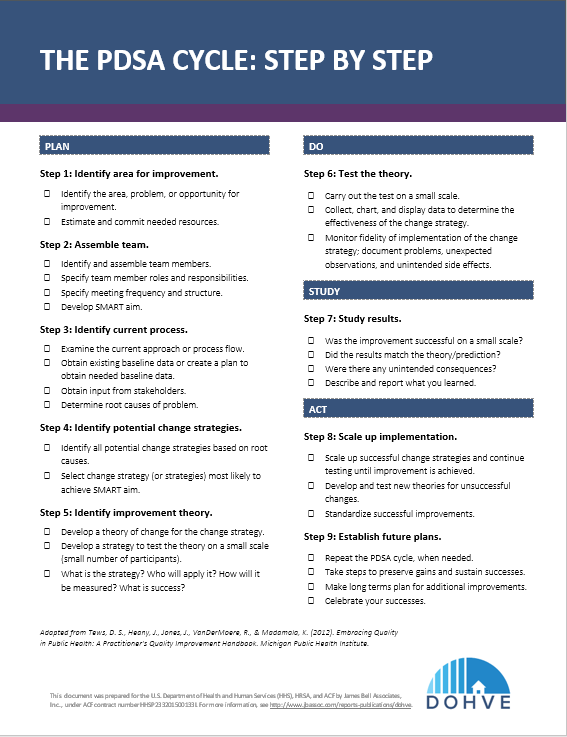 THE PDSA CYCLE: STEP BY STEP
PLAN
Step 1: Identify area for improvement.
☐ Identify the area, problem, or opportunity for
improvement.
☐ Estimate and commit needed resources.
Step 2: Assemble team.
☐ Identify and assemble team members.
☐ Specify team member roles and responsibilities.
☐ Specify meeting frequency and structure.
☐ Develop SMART aim.
Step 3: Identify current process.
☐ Examine the current approach or process flow.
☐ Obtain existing baseline data or create a plan to
obtain needed baseline data.
☐ Obtain input from stakeholders.
☐ Determine root causes of problem.
Step 4: Identify potential change strategies.
☐ Identify all potential change strategies based on root
causes.
☐ Select change strategy (or strategies) most likely to
achieve SMART aim.
Step 5: Identify improvement theory.
☐ Develop a theory of change for the change strategy.
☐ Develop a strategy to test the theory on a small scale
(small number of participants).
☐ What is the strategy? Who will apply it? How will it
be measured? What is success?
DO
Step 6: Test the theory.
☐ Carry out the test on a small scale.
☐ Collect, chart, and display data to determine the
effectiveness of the change strategy.
☐ Monitor fidelity of implementation of the change
strategy; document problems, unexpected
observations, and unintended side effects.
STUDY
Step 7: Study results.
☐ Was the improvement successful on a small scale?
☐ Did the results match the theory/prediction?
☐ Were there any unintended consequences?
☐ Describe and report what you learned.
ACT
Step 8: Scale up implementation.
☐ Scale up successful change strategies and continue
testing until improvement is achieved.
☐ Develop and test new theories for unsuccessful
changes.
☐ Standardize successful improvements.
Step 9: Establish future plans.
☐ Repeat the PDSA cycle, when needed.
☐ Take steps to preserve gains and sustain successes.
☐ Make long terms plan for additional improvements.
☐ Celebrate your successes.
Adapted from Tews, D. S., Heany, J., Jones, J., VanDerMoere, R., & Madamala, K. (2012). Embracing Quality
in Public Health: A Practitioner's Quality Improvement Handbook. Michigan Public Health Institute.
This document was prepared for the U.S. Department of Health and Human Services (HHS), HRSA, and ACF by James Bell Associates,
Inc., under ACF contract number For more information, see http://www.jbassoc.com/reports-publications/dohve.
DOHVE